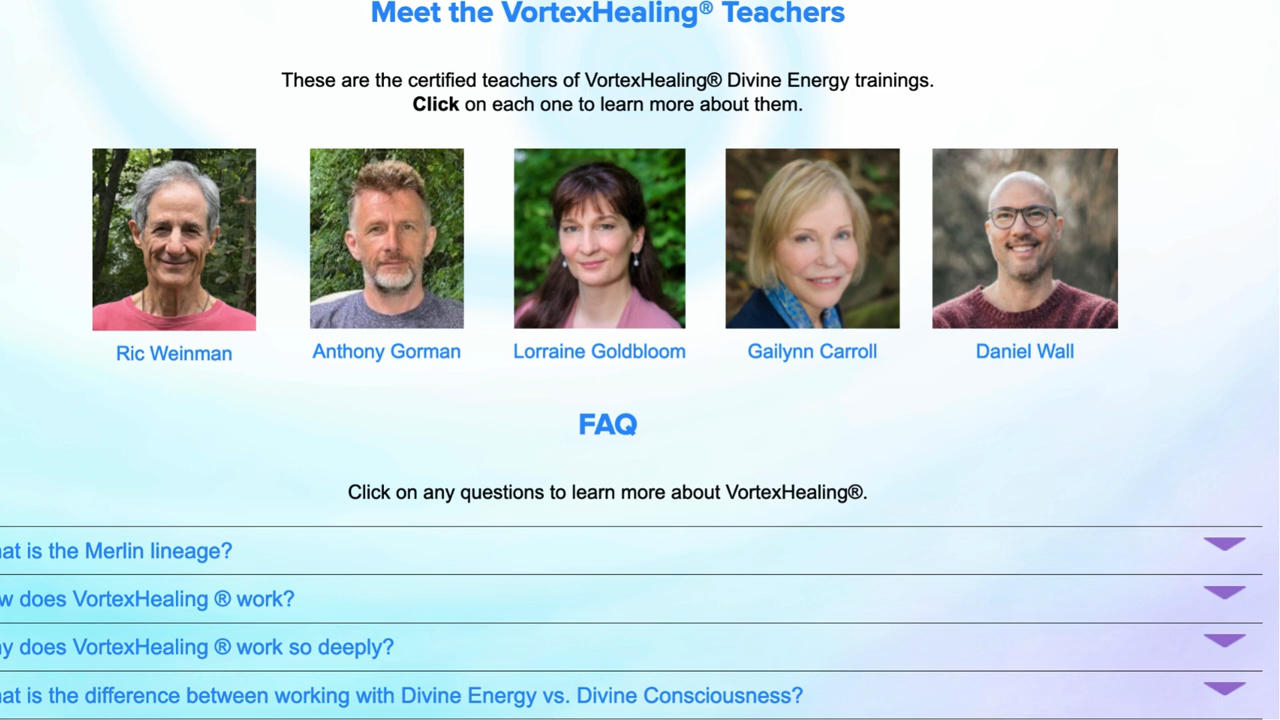 Meet the VortexHealing® Teachers
These are the certified teachers of VortexHealing® Divine Energy trainings.
Click on each one to learn more about them.
Ric Weinman
Anthony Gorman
Lorraine Goldbloom
Gailynn Carroll
Daniel Wall
FAQ
Click on any questions to learn more about VortexHealing®.
at is the Merlin lineage?
w does VortexHealing ® work?
y does VortexHealing ® work so deeply?
at is the difference between working with Divine Energy vs. Divine Consciousness?